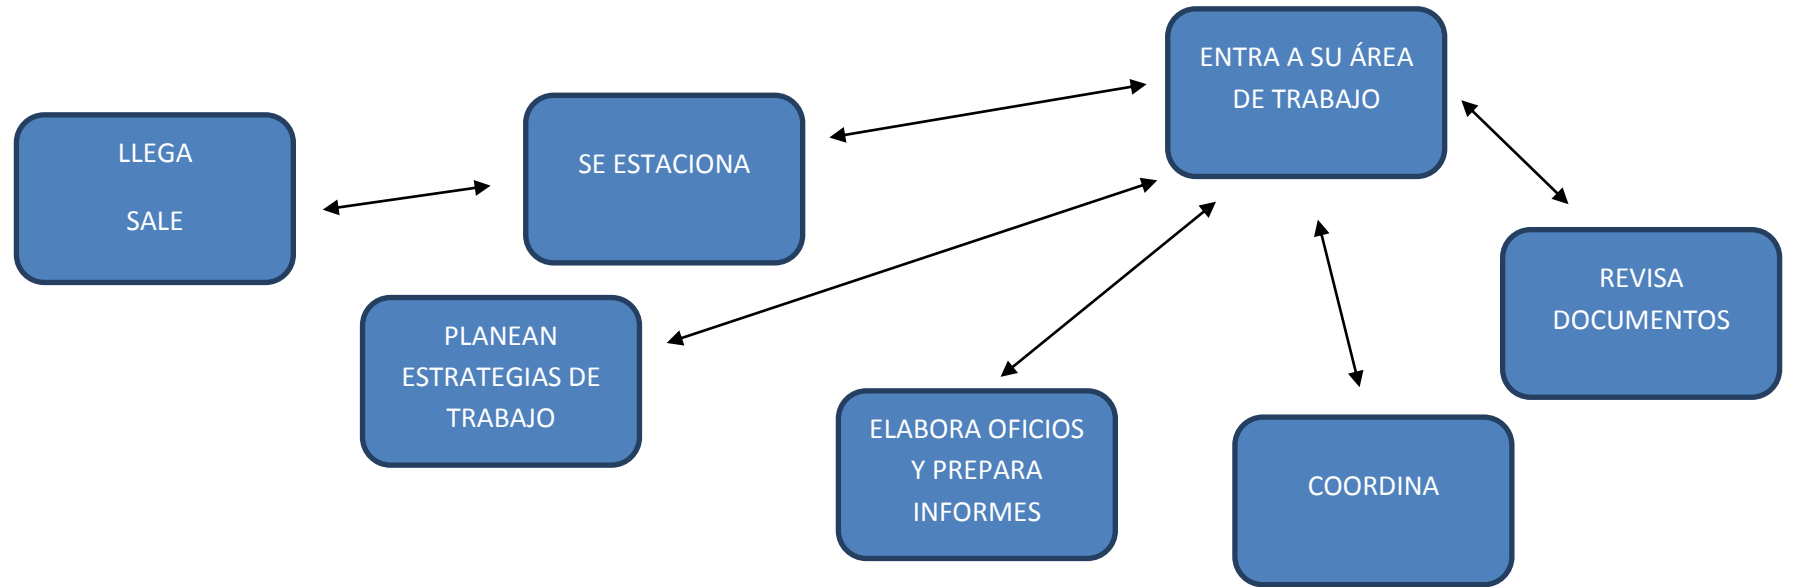 LLEGA
SALE
SE ESTACIONA
ENTRA A SU ÁREA
DE TRABAJO
PLANEAN
ESTRATEGIAS DE
TRABAJO
ELABORA OFICIOS
Y PREPARA
INFORMES
COORDINA
REVISA
DOCUMENTOS